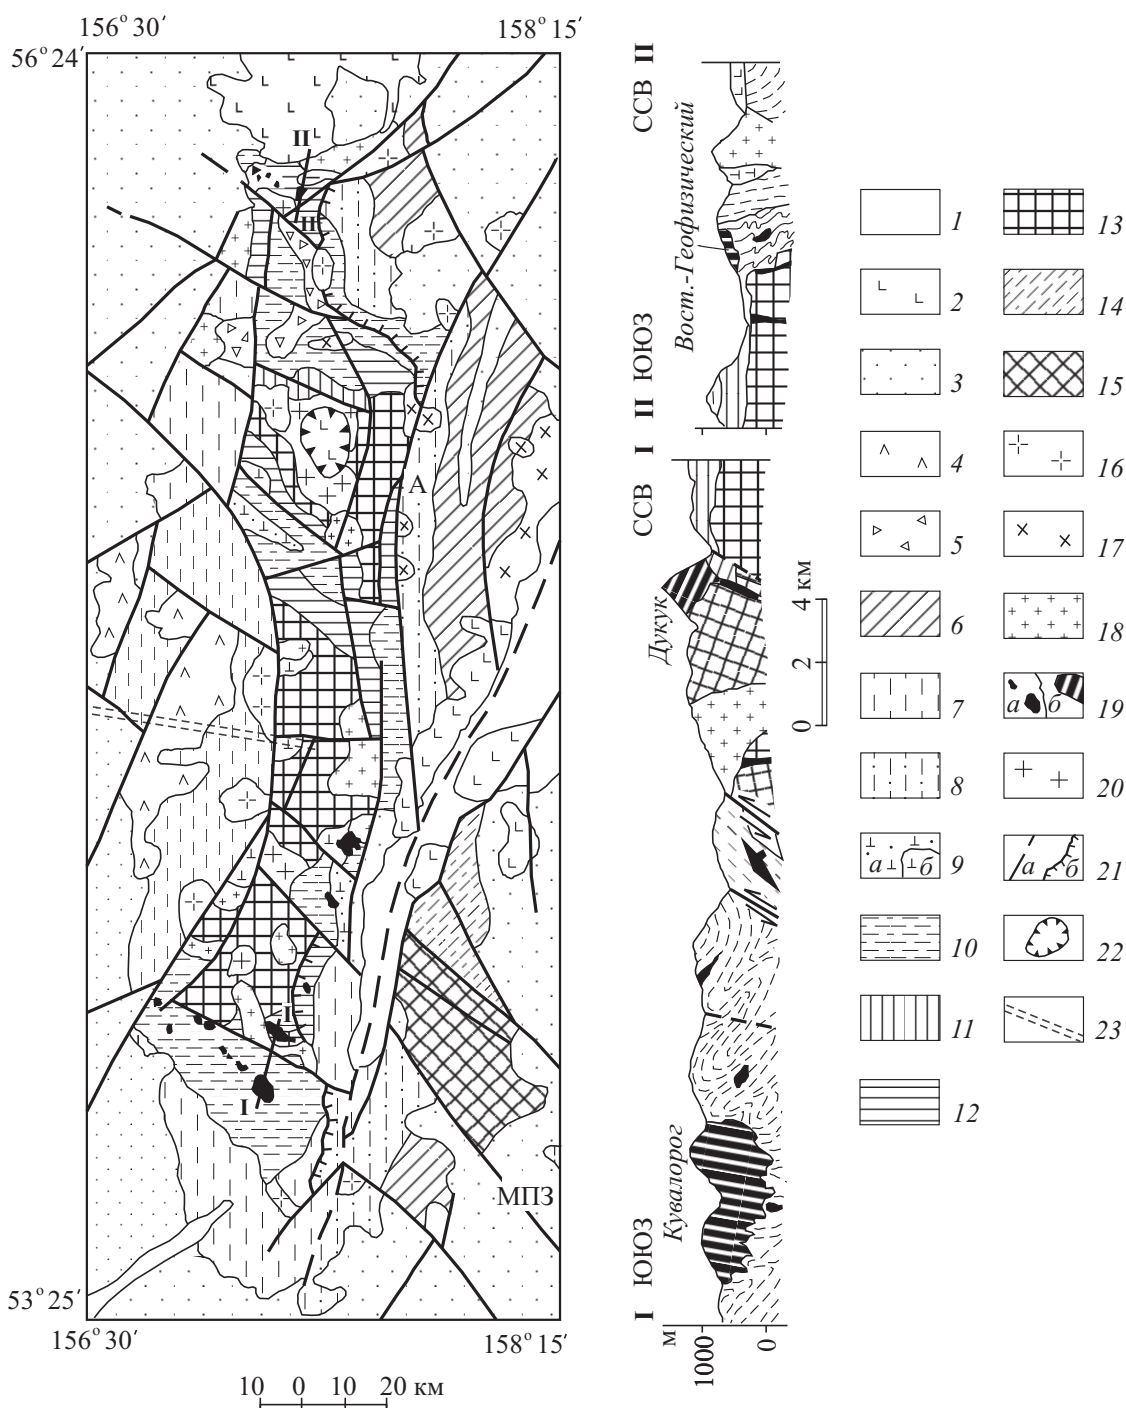 156° 30′
158° 15′
56° 24′
II
II
А
I
I
МПЗ
53° 25′
156° 30′
158° 15′
10 0 10 20 км
II
ССВ
Вост.-Геофизический
ЮЮЗ
II
I
ССВ
Дукук
4 км
2
0
Кувалорог
ЮЮЗ
I
м
1000
0
1
2
3
4
5
6
7
8
а б 9
10
11
12
13
14
15
16
17
18
а б 19
20
а б 21
22
23